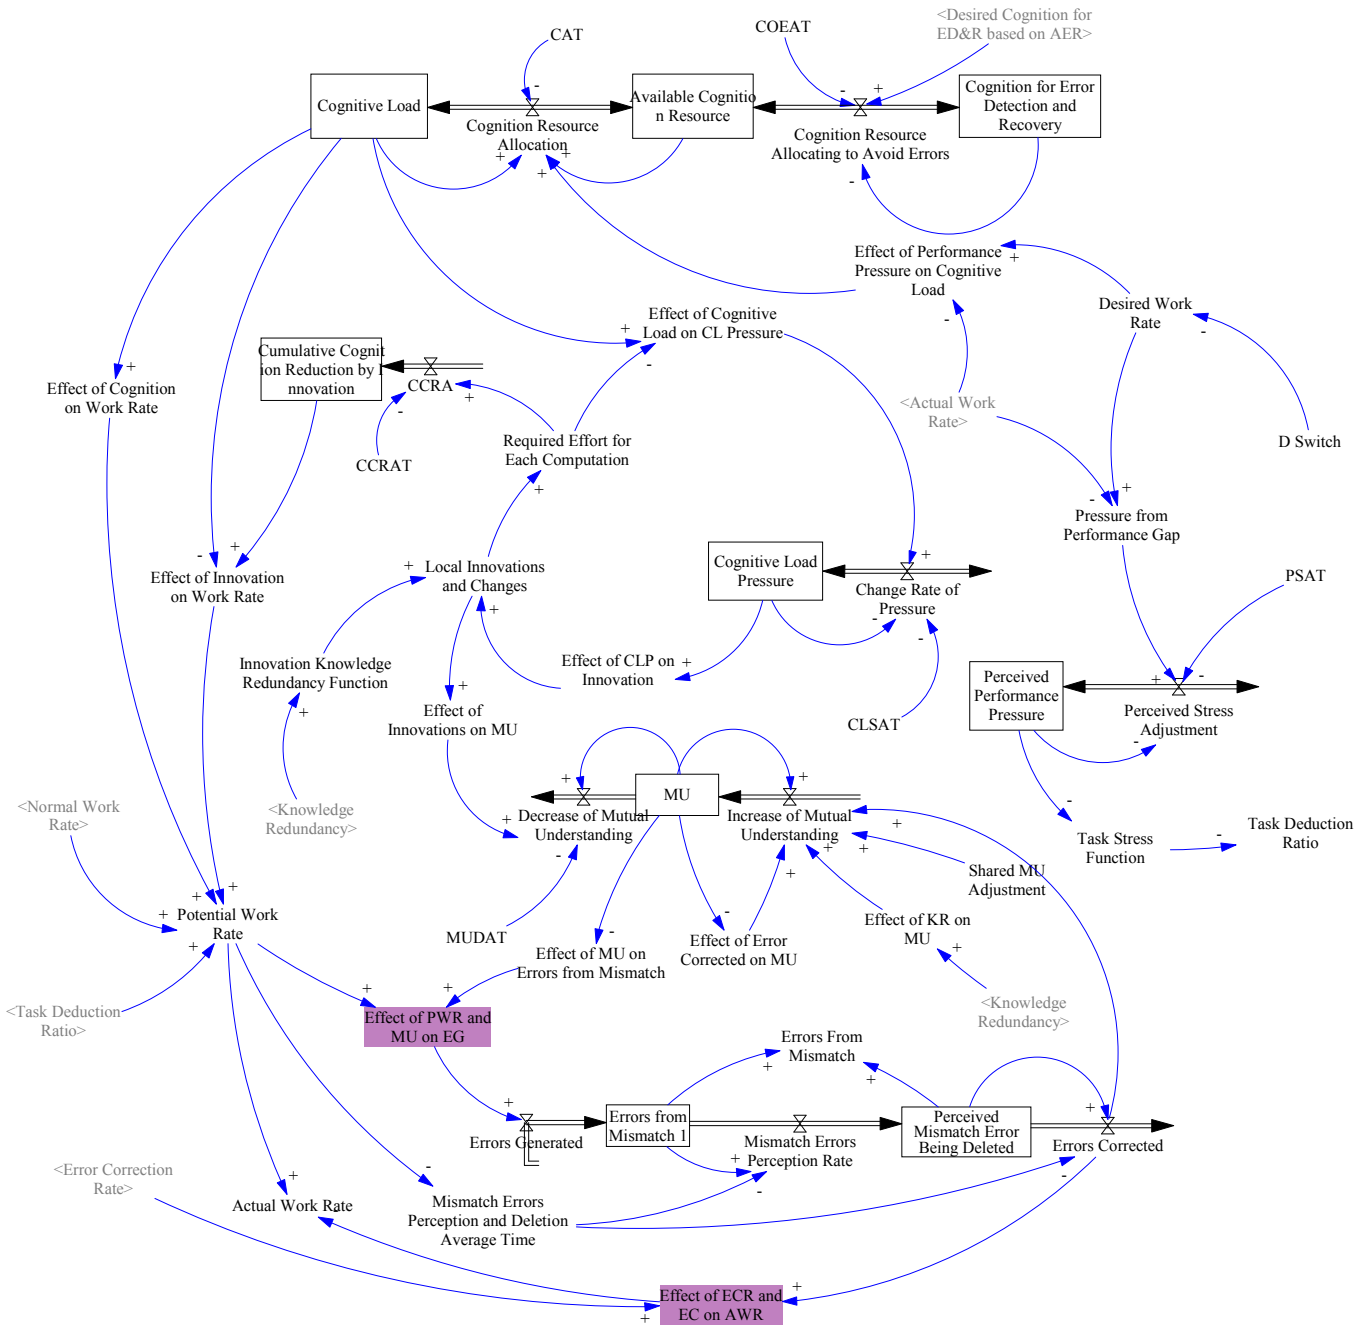 CAT
COEAT
<Desired Cognition for
ED&R based on AER>
Cognitive Load
Available Cognitio
n Resource
Cognition for Error
Detection and
Recovery
Cognition Resource
Allocation
Cognition Resource
Allocating to Avoid Errors
Effect of Performance
Pressure on Cognitive
Load
Desired Work
Rate
Effect of Cognitive
Load on CL Pressure
Cumulative Cognit
ion Reduction by I
nnovation
CCRA
Effect of Cognition
on Work Rate
<Actual Work
Rate>
D Switch
CCRAT
Required Effort for
Each Computation
Pressure from
Performance Gap
Effect of Innovation
on Work Rate
Local Innovations
and Changes
Cognitive Load
Pressure
Change Rate of
Pressure
PSAT
Innovation Knowledge
Redundancy Function
Effect of CLP on
Innovation
Perceived
Performance
Pressure
Perceived Stress
Adjustment
Effect of
Innovations on MU
CLSAT
MU
<Normal Work
Rate>
<Knowledge
Redundancy>
Decrease of Mutual
Understanding
Increase of Mutual
Understanding
Task Stress
Function
Task Deduction
Ratio
Shared MU
Adjustment
Potential Work
Rate
MUDAT
Effect of MU on
Errors from Mismatch
Effect of Error
Corrected on MU
Effect of KR on
MU
<Task Deduction
Ratio>
Effect of PWR and
MU on EG
<Knowledge
Redundancy>
Errors From
Mismatch
Errors Generated
Errors from
Mismatch 1
Mismatch Errors
Perception Rate
Perceived
Mismatch Error
Being Deleted
Errors Corrected
<Error Correction
Rate>
Actual Work Rate
Mismatch Errors
Perception and Deletion
Average Time
Effect of ECR and
EC on AWR